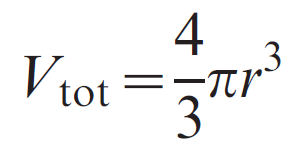 V_tot = 4/3 πr³